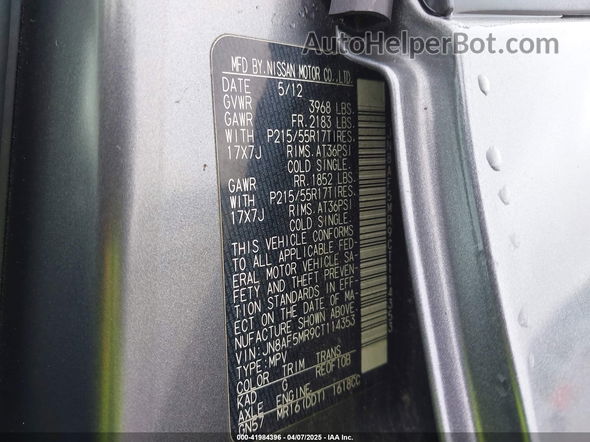 AutoHelperBot.com
MFD BY.NISSAN MOTOR CO.,LTD.
DATE 5/12
GVWR 3968 LBS.
GAWR FR.2183 LBS.
WITH P215/55R17TIRES.
17X7J RIMS.AT36PSI
COLD SINGLE.
GAWR RR.1852 LBS.
WITH P215/55R17TIRES.
17X7J RIMS.AT36PSI
COLD SINGLE.
THIS VEHICLE CONFORMS
TO ALL APPLICABLE FED-
ERAL MOTOR VEHICLE SA-
FETY AND THEFT PREVEN-
TION STANDARDS IN EFF-
ECT ON THE DATE OF MA-
NUFACTURE SHOWN ABOVE.
VIN:JN8AF5MR9CT114353
TYPE:MPV
COLOR TRIM TRANS
KAD G RE0F10B
AXLE ENGINE
GN57 MR16(DDT) 1618CC
000-41984396 - 04/07/2025 - IAA Inc.